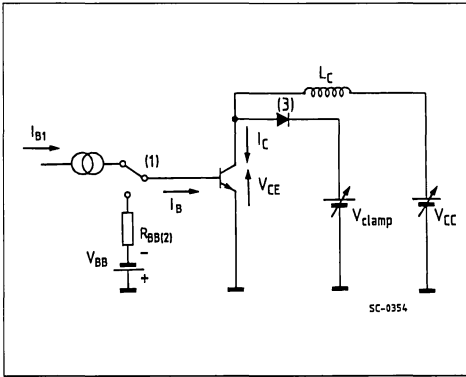 L_C
(3)
I_B1
(1)
I_C
I_B
V_CE
R_BB(2)
V_clamp
V_CC
V_BB
−
+
SC-0354